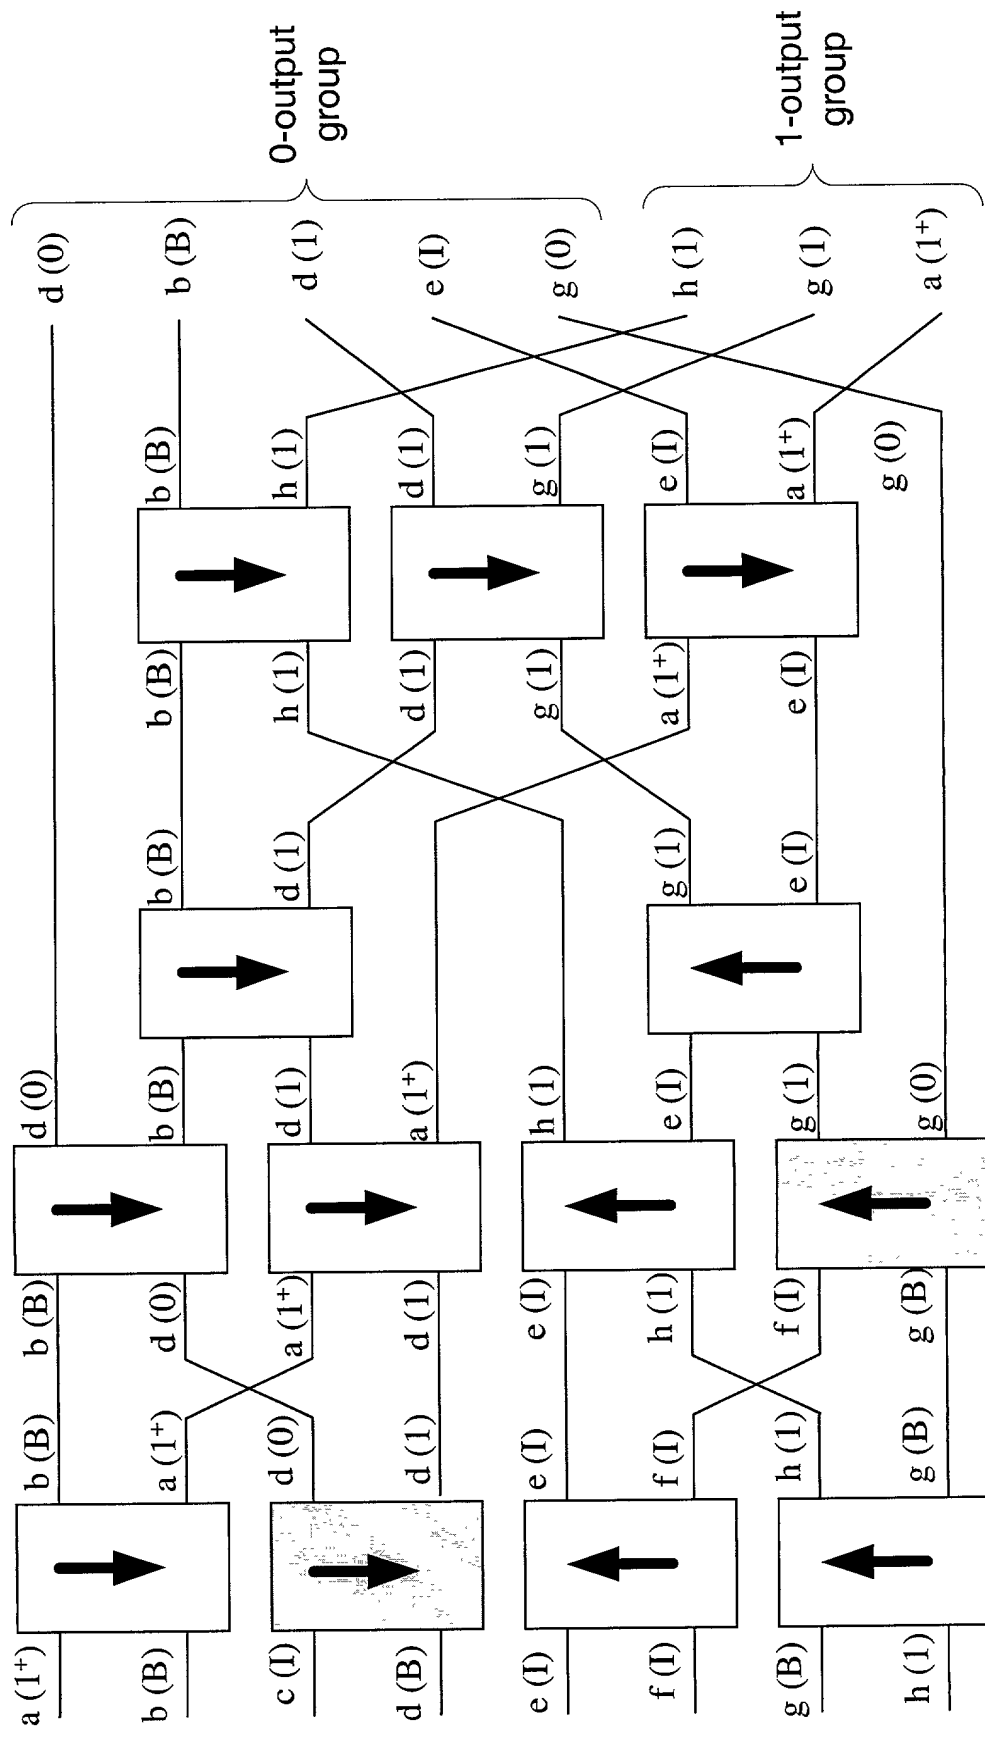 a (1⁺) b (B) b (B) d (0) d (0)
b (B) a (1⁺) d (0) b (B) b (B) b (B) b (B) b (B)
c (I) d (0) a (1⁺) d (1) d (1) h (1) h (1) d (1)
0-output
group
d (B) d (1) d (1) a (1⁺) d (1) d (1) e (I)
e (I) e (I) e (I) h (1) g (1) g (1) g (0)
f (I) f (I) h (1) e (I) g (1) a (1⁺) e (I) h (1)
g (B) h (1) f (I) g (1) e (I) e (I) a (1⁺) g (1)
1-output
group
h (1) g (B) g (B) g (0) g (0) a (1⁺)